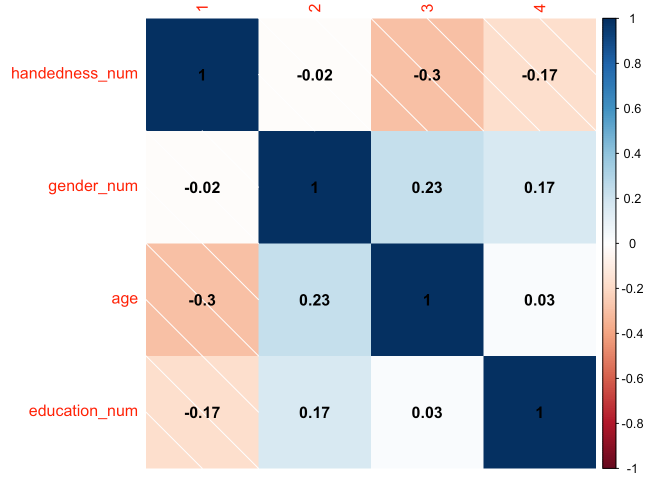 1 2 3 4
handedness_num 1 -0.02 -0.3 -0.17
gender_num -0.02 1 0.23 0.17
age -0.3 0.23 1 0.03
education_num -0.17 0.17 0.03 1
1
0.8
0.6
0.4
0.2
0
-0.2
-0.4
-0.6
-0.8
-1